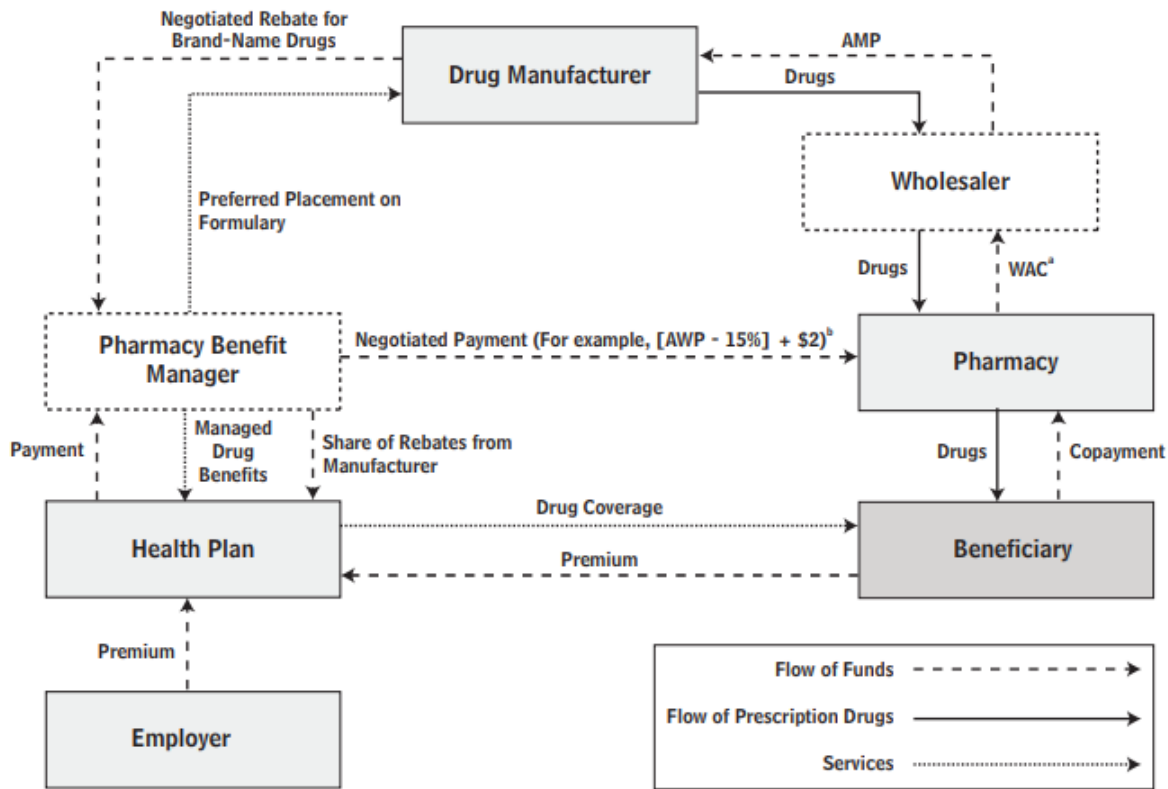 Negotiated Rebate for
Brand-Name Drugs
Drug Manufacturer
AMP
Drugs
Wholesaler
Preferred Placement on
Formulary
Drugs
WACᵃ
Pharmacy Benefit
Manager
Negotiated Payment (For example, [AWP - 15%] + $2)ᵇ
Pharmacy
Payment
Managed
Drug
Benefits
Share of Rebates from
Manufacturer
Drugs
Copayment
Health Plan
Drug Coverage
Premium
Beneficiary
Premium
Employer
Flow of Funds
Flow of Prescription Drugs
Services